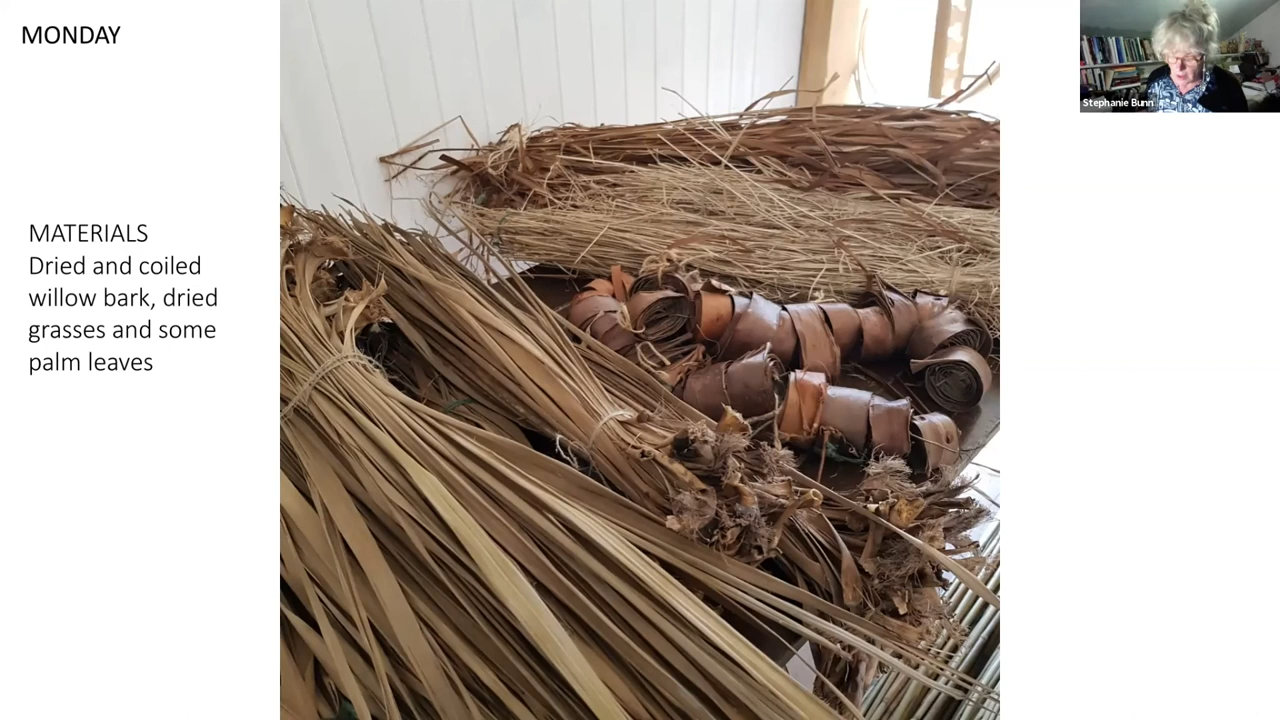 MONDAY
MATERIALS
Dried and coiled
willow bark, dried
grasses and some
palm leaves
Stephanie Bunn